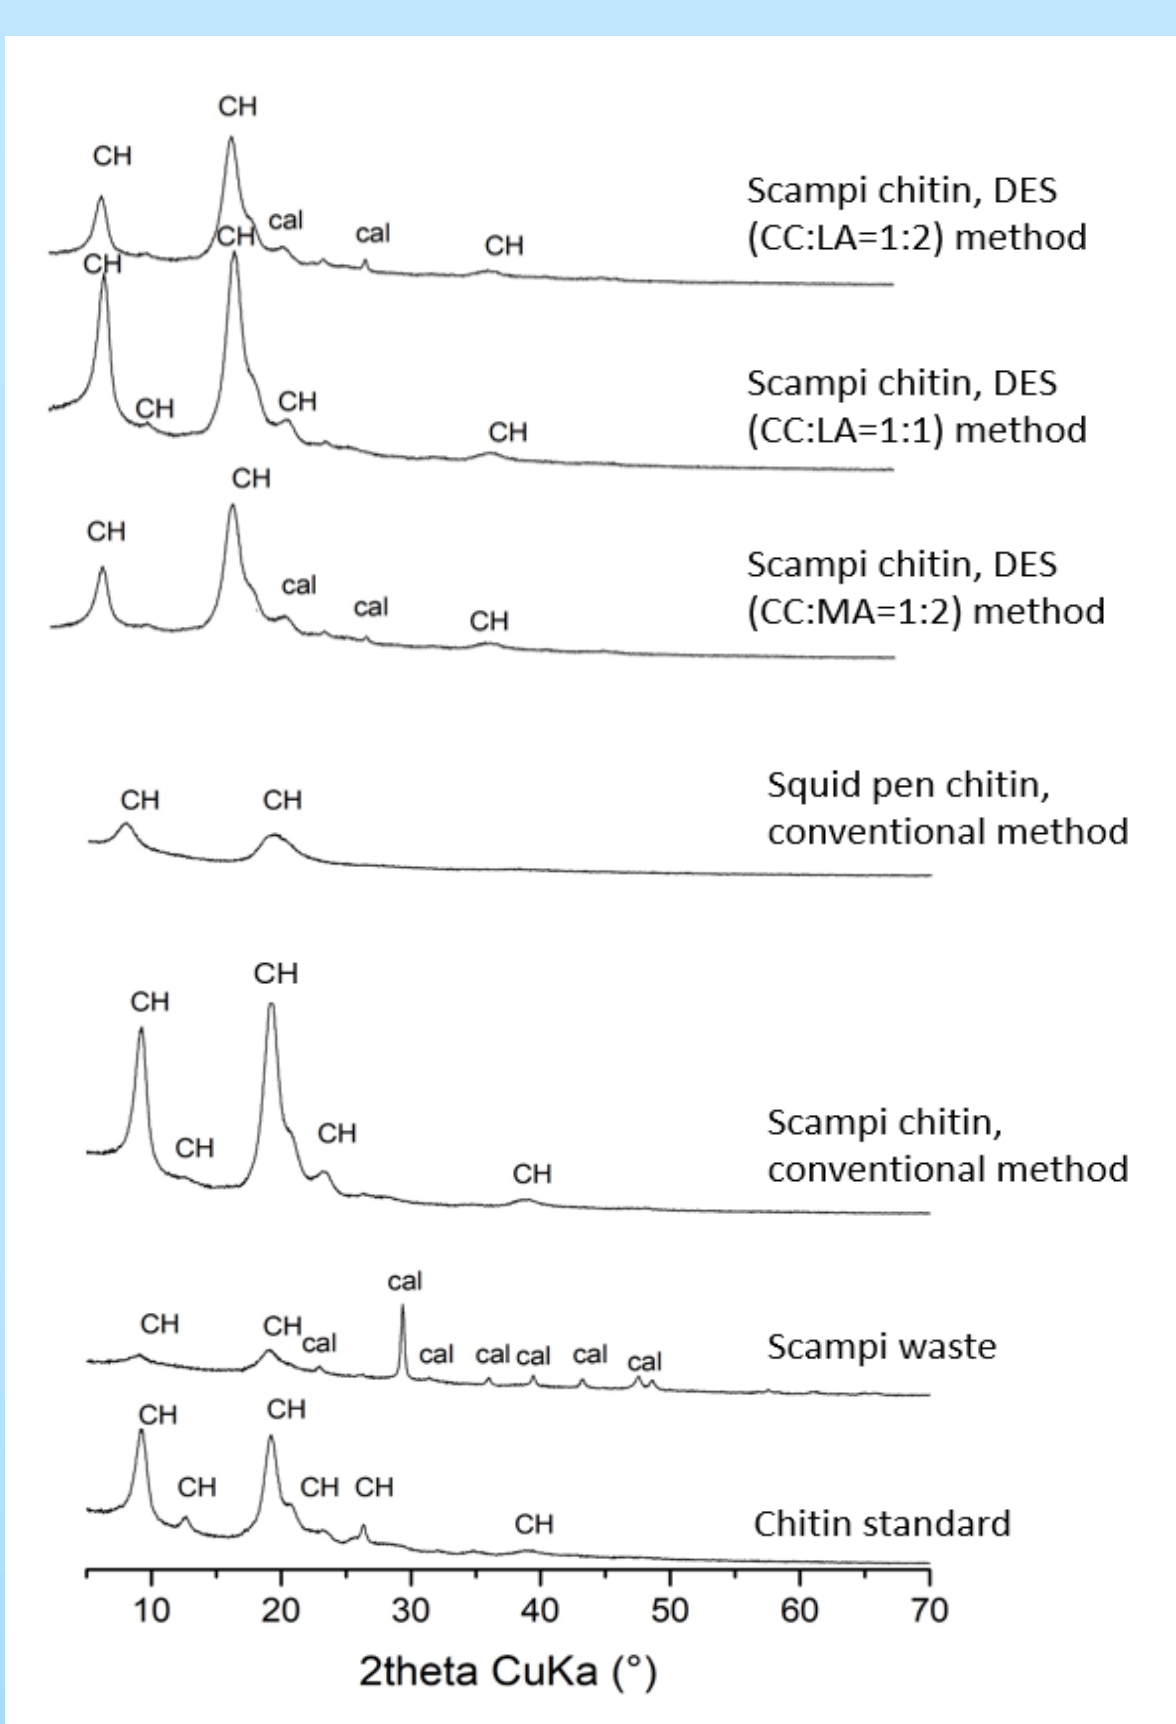 CH
CH
cal
cal
CH
Scampi chitin, DES
(CC:LA=1:2) method
CH
CH
CH
CH
CH
Scampi chitin, DES
(CC:LA=1:1) method
CH
CH
cal
cal
CH
Scampi chitin, DES
(CC:MA=1:2) method
CH
CH
Squid pen chitin,
conventional method
CH
CH
CH
CH
CH
Scampi chitin,
conventional method
cal
CH
CH
cal
cal
cal
cal
cal
cal
Scampi waste
CH
CH
CH
CH
CH
CH
Chitin standard
10 20 30 40 50 60 70
2theta CuKa (°)